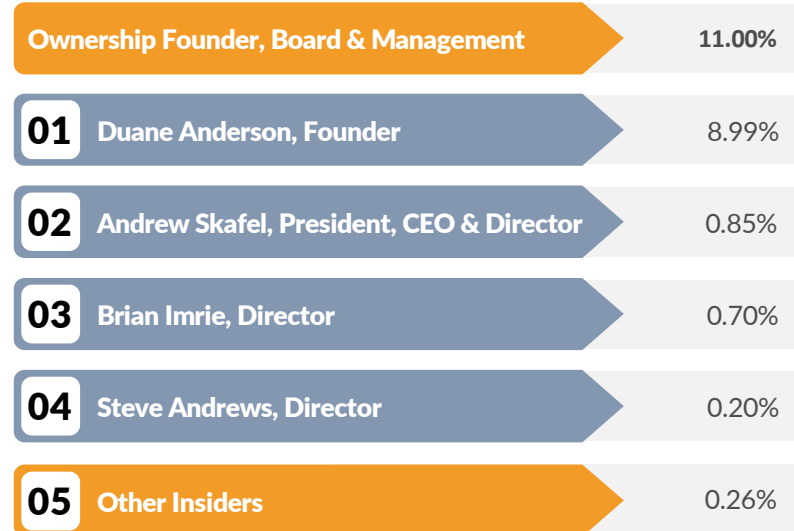 Ownership Founder, Board & Management 11.00%
01 Duane Anderson, Founder 8.99%
02 Andrew Skafel, President, CEO & Director 0.85%
03 Brian Imrie, Director 0.70%
04 Steve Andrews, Director 0.20%
05 Other Insiders 0.26%